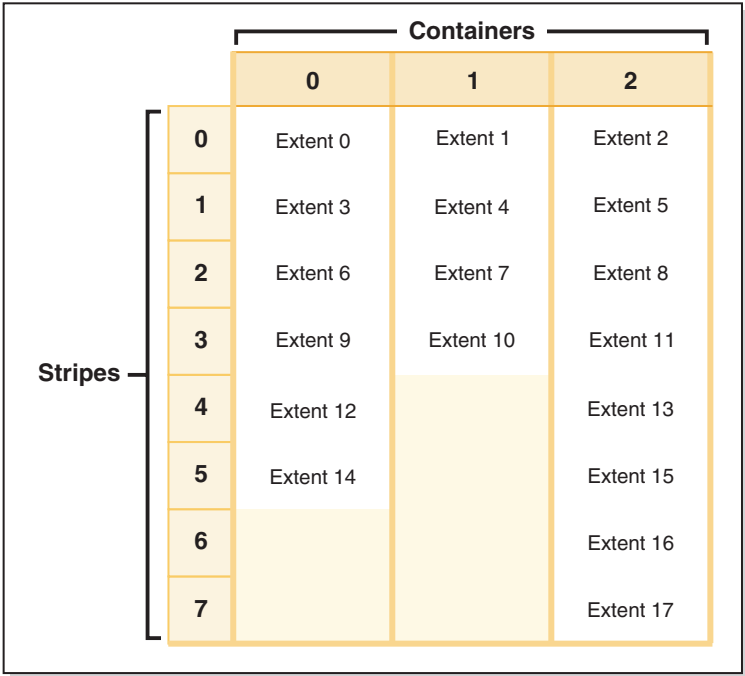 Containers
0 1 2
0 Extent 0 Extent 1 Extent 2
1 Extent 3 Extent 4 Extent 5
2 Extent 6 Extent 7 Extent 8
3 Extent 9 Extent 10 Extent 11
Stripes
4 Extent 12 Extent 13
5 Extent 14 Extent 15
6 Extent 16
7 Extent 17